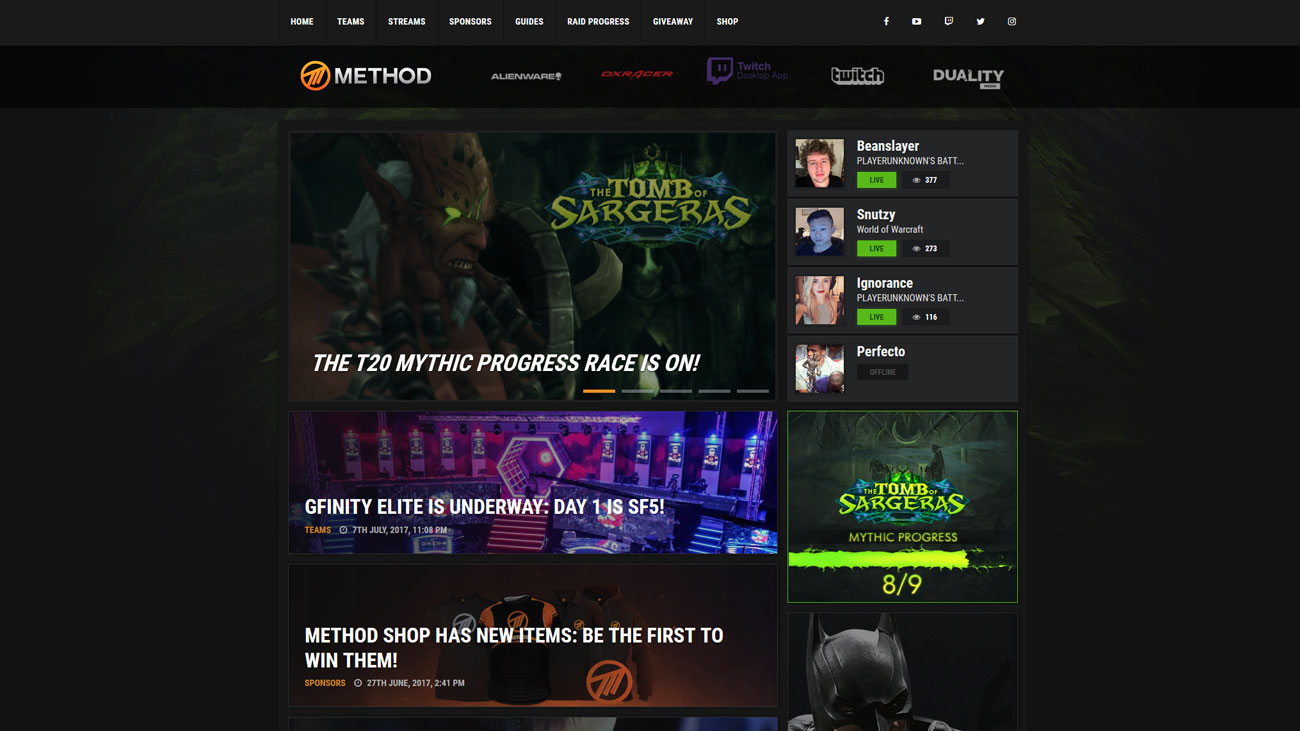 HOME TEAMS STREAMS SPONSORS GUIDES RAID PROGRESS GIVEAWAY SHOP
METHOD
ALIENWARE
DXRACER
Twitch
Desktop App
twitch
DUALITY
MEDIA
THE TOMB OF
SARGERAS
THE T20 MYTHIC PROGRESS RACE IS ON!
Beanslayer
PLAYERUNKNOWN'S BATT...
LIVE 377
Snutzy
World of Warcraft
LIVE 273
Ignorance
PLAYERUNKNOWN'S BATT...
LIVE 116
Perfecto
OFFLINE
GFINITY ELITE IS UNDERWAY: DAY 1 IS SF5!
TEAMS 7TH JULY, 2017, 11:08 PM
THE TOMB OF
SARGERAS
MYTHIC PROGRESS
8/9
METHOD SHOP HAS NEW ITEMS: BE THE FIRST TO
WIN THEM!
SPONSORS 27TH JUNE, 2017, 2:41 PM